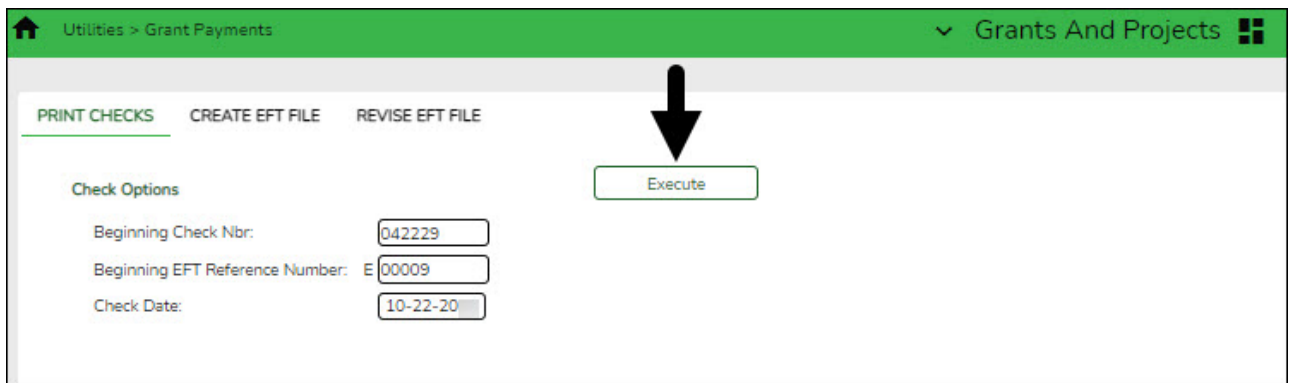 Utilities > Grant Payments
Grants And Projects
PRINT CHECKS CREATE EFT FILE REVISE EFT FILE
Check Options
Execute
Beginning Check Nbr: 042229
Beginning EFT Reference Number: E 00009
Check Date: 10-22-20